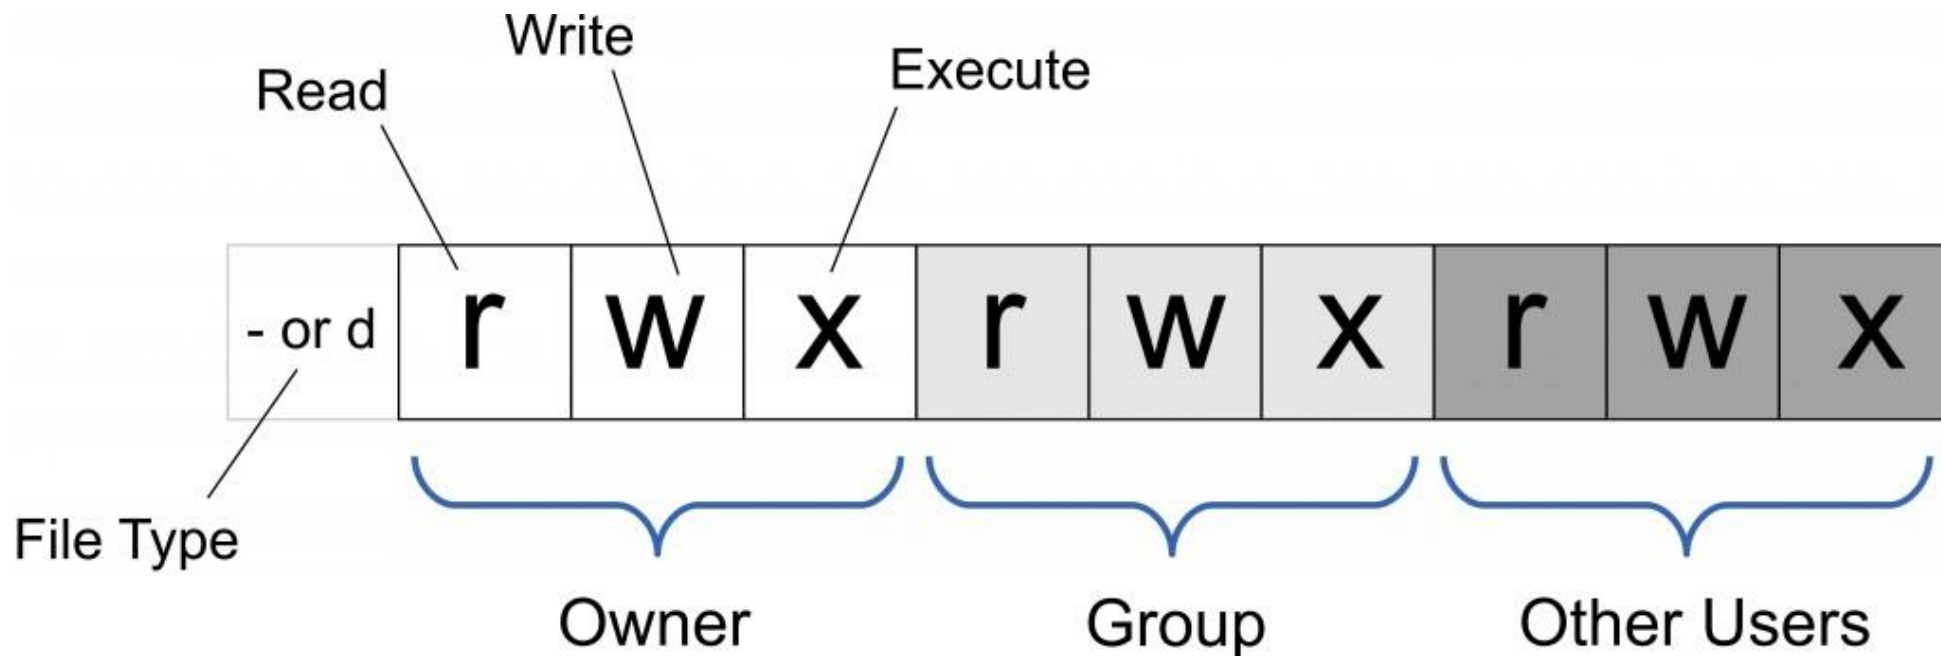 Write
Read
Execute
- or d r w x r w x r w x
File Type
Owner Group Other Users